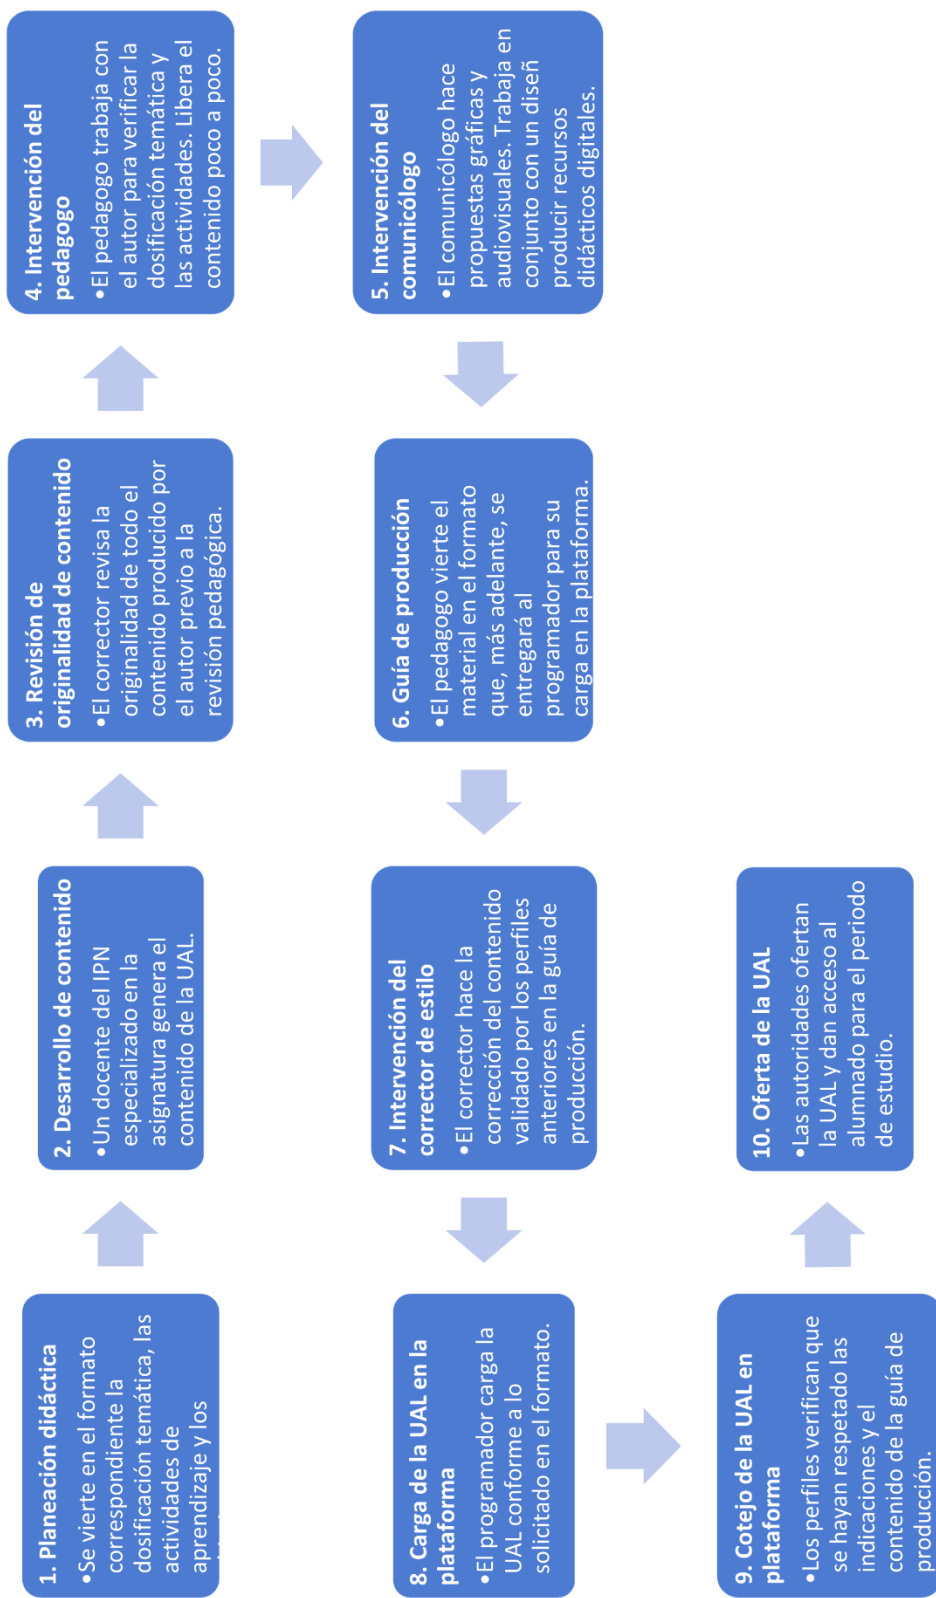 1. Planeación didáctica
•Se vierte en el formato
correspondiente la
dosificación temática, las
actividades de
aprendizaje y los
2. Desarrollo de contenido
•Un docente del IPN
especializado en la
asignatura genera el
contenido de la UAL.
3. Revisión de
originalidad de contenido
•El corrector revisa la
originalidad de todo el
contenido producido por
el autor previo a la
revisión pedagógica.
4. Intervención del
pedagogo
•El pedagogo trabaja con
el autor para verificar la
dosificación temática y
las actividades. Libera el
contenido poco a poco.
5. Intervención del
comunicólogo
•El comunicólogo hace
propuestas gráficas y
audiovisuales. Trabaja en
conjunto con un diseñ
producir recursos
didácticos digitales.
6. Guía de producción
•El pedagogo vierte el
material en el formato
que, más adelante, se
entregará al
programador para su
carga en la plataforma.
7. Intervención del
corrector de estilo
•El corrector hace la
corrección del contenido
validado por los perfiles
anteriores en la guía de
producción.
8. Carga de la UAL en la
plataforma
•El programador carga la
UAL conforme a lo
solicitado en el formato.
9. Cotejo de la UAL en
plataforma
•Los perfiles verifican que
se hayan respetado las
indicaciones y el
contenido de la guía de
producción.
10. Oferta de la UAL
•Las autoridades ofertan
la UAL y dan acceso al
alumnado para el periodo
de estudio.